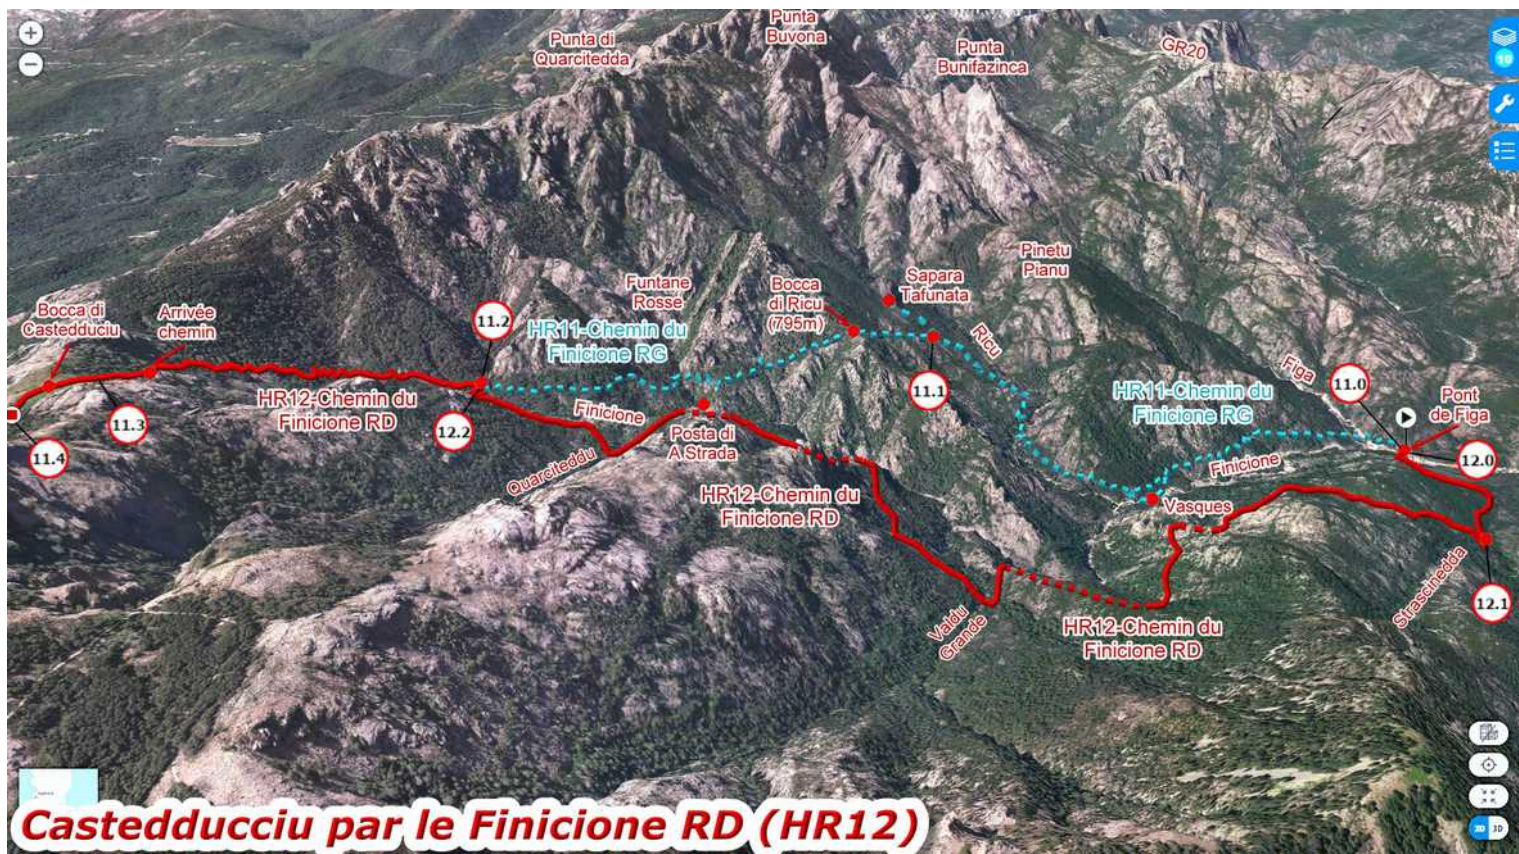 Punta
Buvona
Punta di
Quarcitedda
Punta
Bunifazinca
GR20
10
Pinetu
Pianu
Sapara
Tafunata
Funtane
Rosse
Bocca
di Ricu
(795m)
Bocca di
Castedduciu
Arrivée
chemin
11.2
HR11-Chemin du
Finicione RG
Ricu
Figa
11.0
Pont
de Figa
11.1
HR11-Chemin du
Finicione RG
HR12-Chemin du
Finicione RD
Finicione
11.3
12.2
11.4
Posta di
A Strada
Quarciteddu
Finicione
12.0
HR12-Chemin du
Finicione RD
Vasques
Strascinedda
12.1
Valdu
Grande
HR12-Chemin du
Finicione RD
2D 3D
Castedducciu par le Finicione RD (HR12)